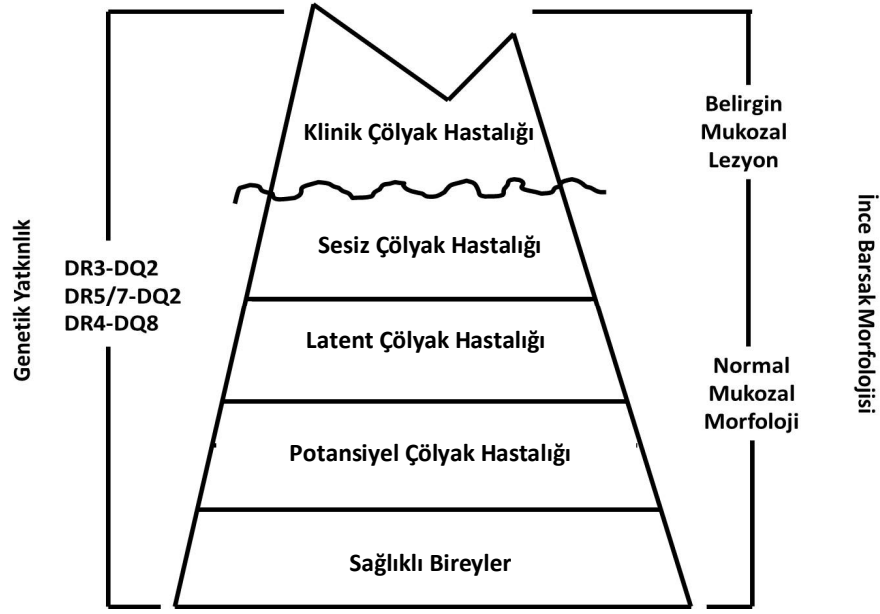 Klinik Çölyak Hastalığı
Sesiz Çölyak Hastalığı
Latent Çölyak Hastalığı
Potansiyel Çölyak Hastalığı
Sağlıklı Bireyler
Genetik Yatkınlık
DR3-DQ2
DR5/7-DQ2
DR4-DQ8
Belirgin
Mukozal
Lezyon
Normal
Mukozal
Morfoloji
İnce Barsak Morfolojisi